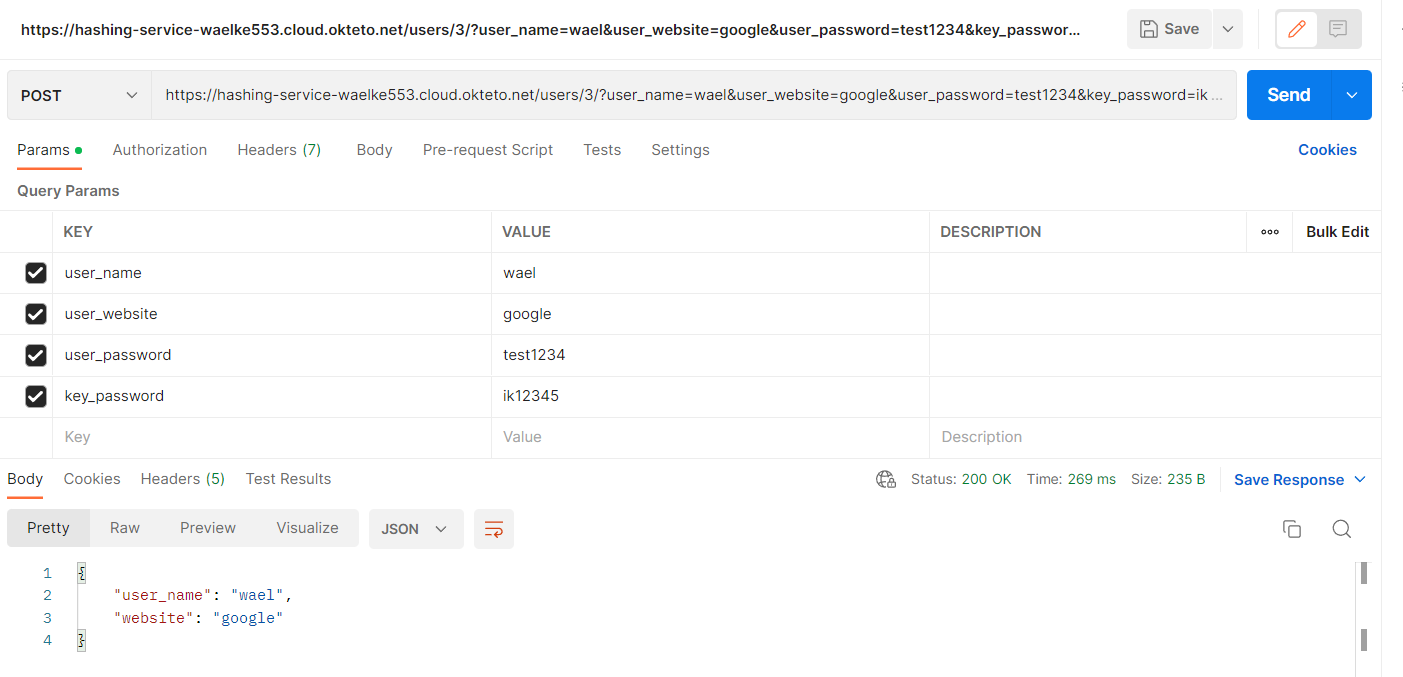 https://hashing-service-waelke553.cloud.okteto.net/users/3/?user_name=wael&user_website=google&user_password=test1234&key_passwor... Save
POST https://hashing-service-waelke553.cloud.okteto.net/users/3/?user_name=wael&user_website=google&user_password=test1234&key_password=ik ... Send
Params Authorization Headers (7) Body Pre-request Script Tests Settings Cookies
Query Params
KEY VALUE DESCRIPTION ooo Bulk Edit
user_name wael
user_website google
user_password test1234
key_password ik12345
Key Value Description
Body Cookies Headers (5) Test Results Status: 200 OK Time: 269 ms Size: 235 B Save Response
Pretty Raw Preview Visualize JSON
1 {
2 "user_name": "wael",
3 "website": "google"
4 }